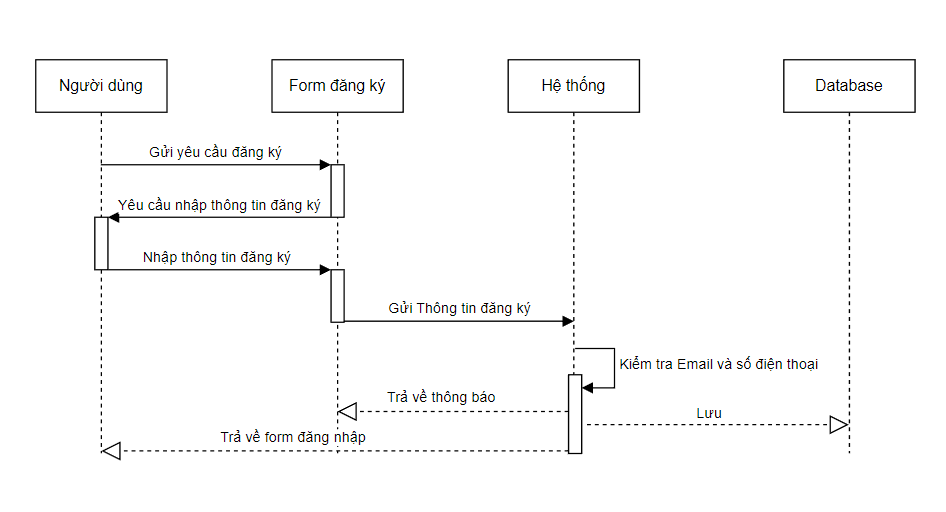 Người dùng
Form đăng ký
Hệ thống
Database
Gửi yêu cầu đăng ký
Yêu cầu nhập thông tin đăng ký
Nhập thông tin đăng ký
Gửi Thông tin đăng ký
Kiểm tra Email và số điện thoại
Trả về thông báo
Lưu
Trả về form đăng nhập